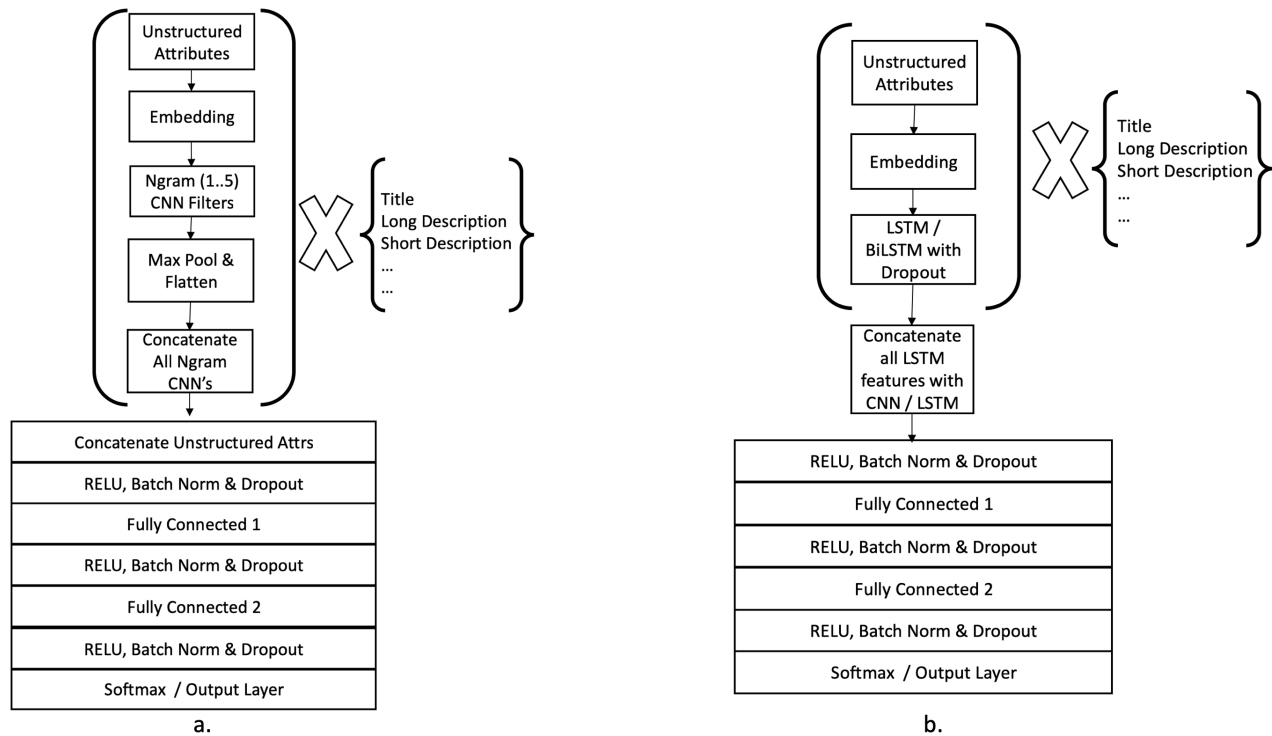 Unstructured
Attributes
Embedding
Ngram (1..5)
CNN Filters
Max Pool &
Flatten
Concatenate
All Ngram
CNN's
Title
Long Description
Short Description
...
...
Concatenate Unstructured Attrs
RELU, Batch Norm & Dropout
Fully Connected 1
RELU, Batch Norm & Dropout
Fully Connected 2
RELU, Batch Norm & Dropout
Softmax / Output Layer
a.
Unstructured
Attributes
Embedding
LSTM /
BiLSTM with
Dropout
Title
Long Description
Short Description
...
...
Concatenate
all LSTM
features with
CNN / LSTM
RELU, Batch Norm & Dropout
Fully Connected 1
RELU, Batch Norm & Dropout
Fully Connected 2
RELU, Batch Norm & Dropout
Softmax / Output Layer
b.